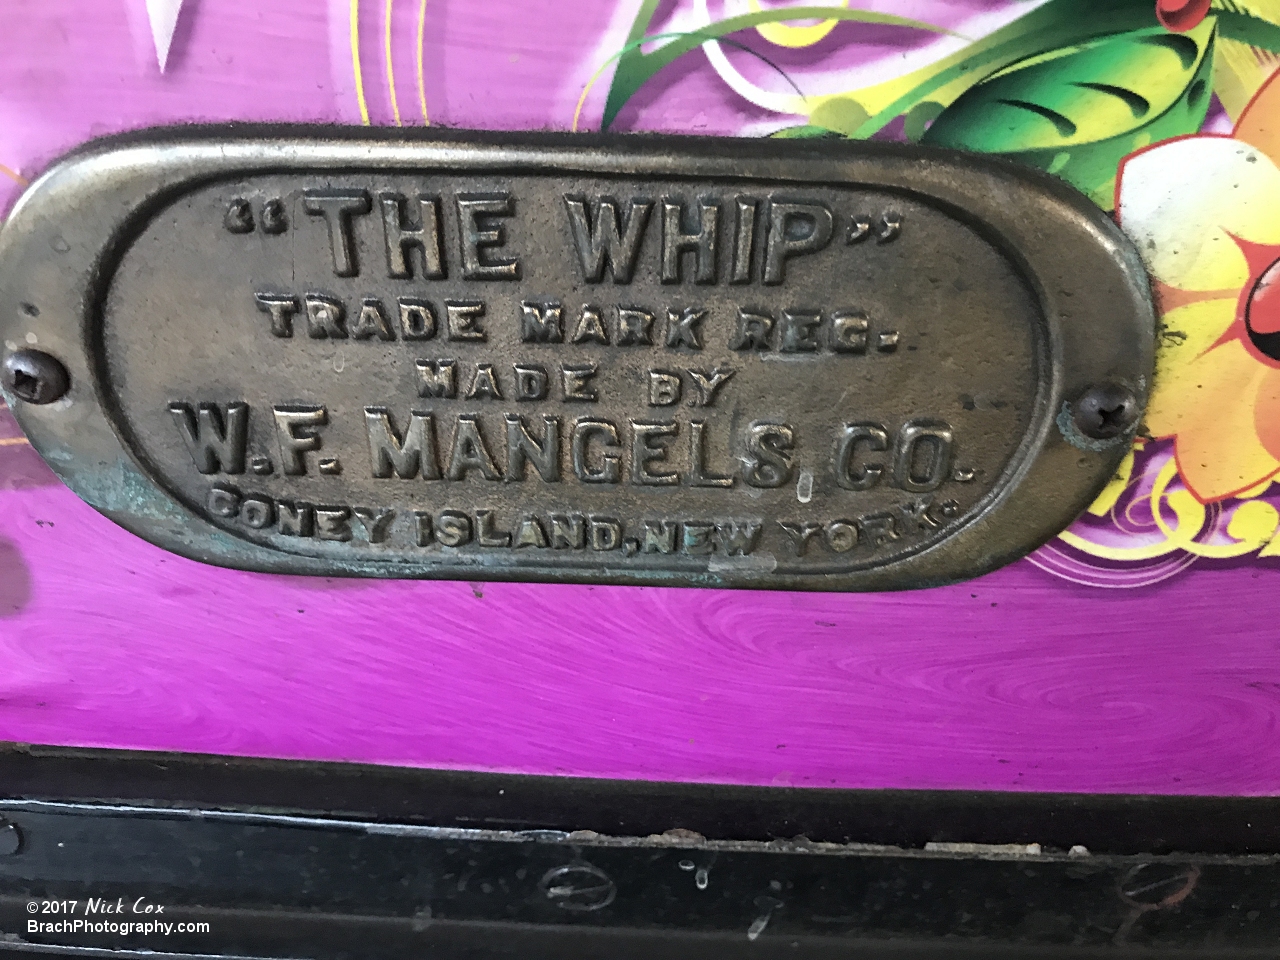 “THE WHIP”
TRADE MARK REG.
MADE BY
W.F. MANGELS CO.
CONEY ISLAND, NEW YORK.
©2017 Nick Cox
BrachPhotography.com